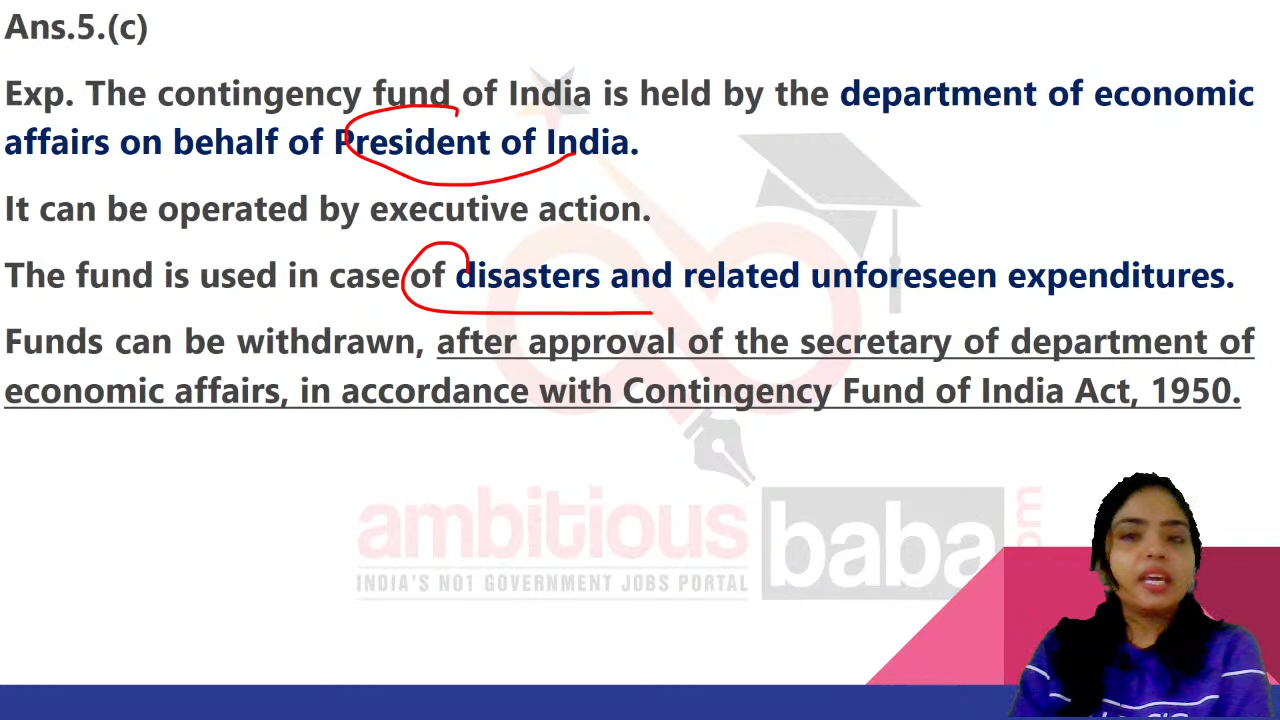 Ans.5.(c)
Exp. The contingency fund of India is held by the department of economic
affairs on behalf of President of India.
It can be operated by executive action.
The fund is used in case of disasters and related unforeseen expenditures.
Funds can be withdrawn, after approval of the secretary of department of
economic affairs, in accordance with Contingency Fund of India Act, 1950.
ambitious baba
INDIA'S NO1 GOVERNMENT JOBS PORTAL